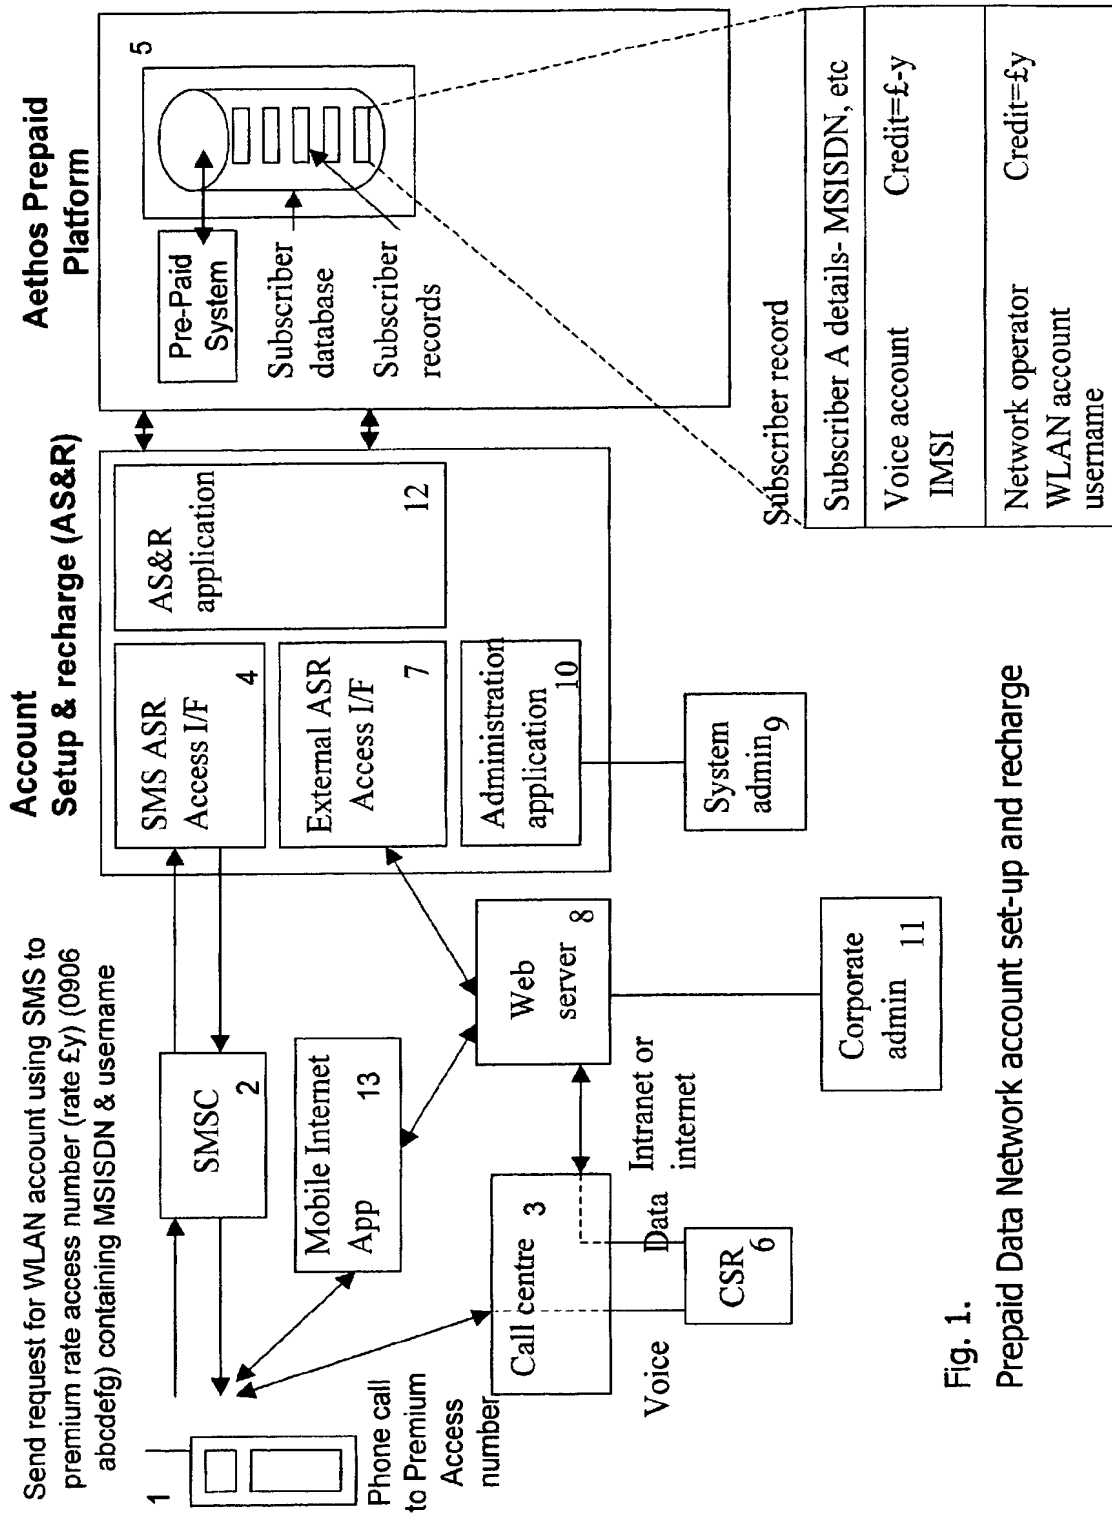 Send request for WLAN account using SMS to
premium rate access number (rate £y) (0906
abcdefg) containing MSISDN & username
Account
Setup & recharge (AS&R)
Aethos Prepaid
Platform
1
SMSC
2
SMS ASR
Access I/F
4
AS&R
application
12
Pre-Paid
System
5
Subscriber
database
Subscriber
records
Mobile Internet
App
13
External ASR
Access I/F
7
Phone call
to Premium
Access
number
Call centre
3
Web
server
8
Administration
application
10
Voice
Data
Intranet or
internet
CSR
6
System
admin
9
Corporate
admin
11
Subscriber record
Subscriber A details- MSISDN, etc
Voice account Credit=£-y
IMSI
Network operator Credit=£y
WLAN account
username
Fig. 1.
Prepaid Data Network account set-up and recharge